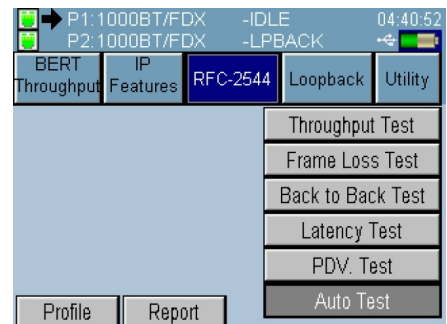 P1:1000BT/FDX -IDLE 04:40:52
P2:1000BT/FDX -LPBACK
BERT Throughput
IP Features
RFC-2544
Loopback
Utility
Throughput Test
Frame Loss Test
Back to Back Test
Latency Test
PDV. Test
Auto Test
Profile
Report